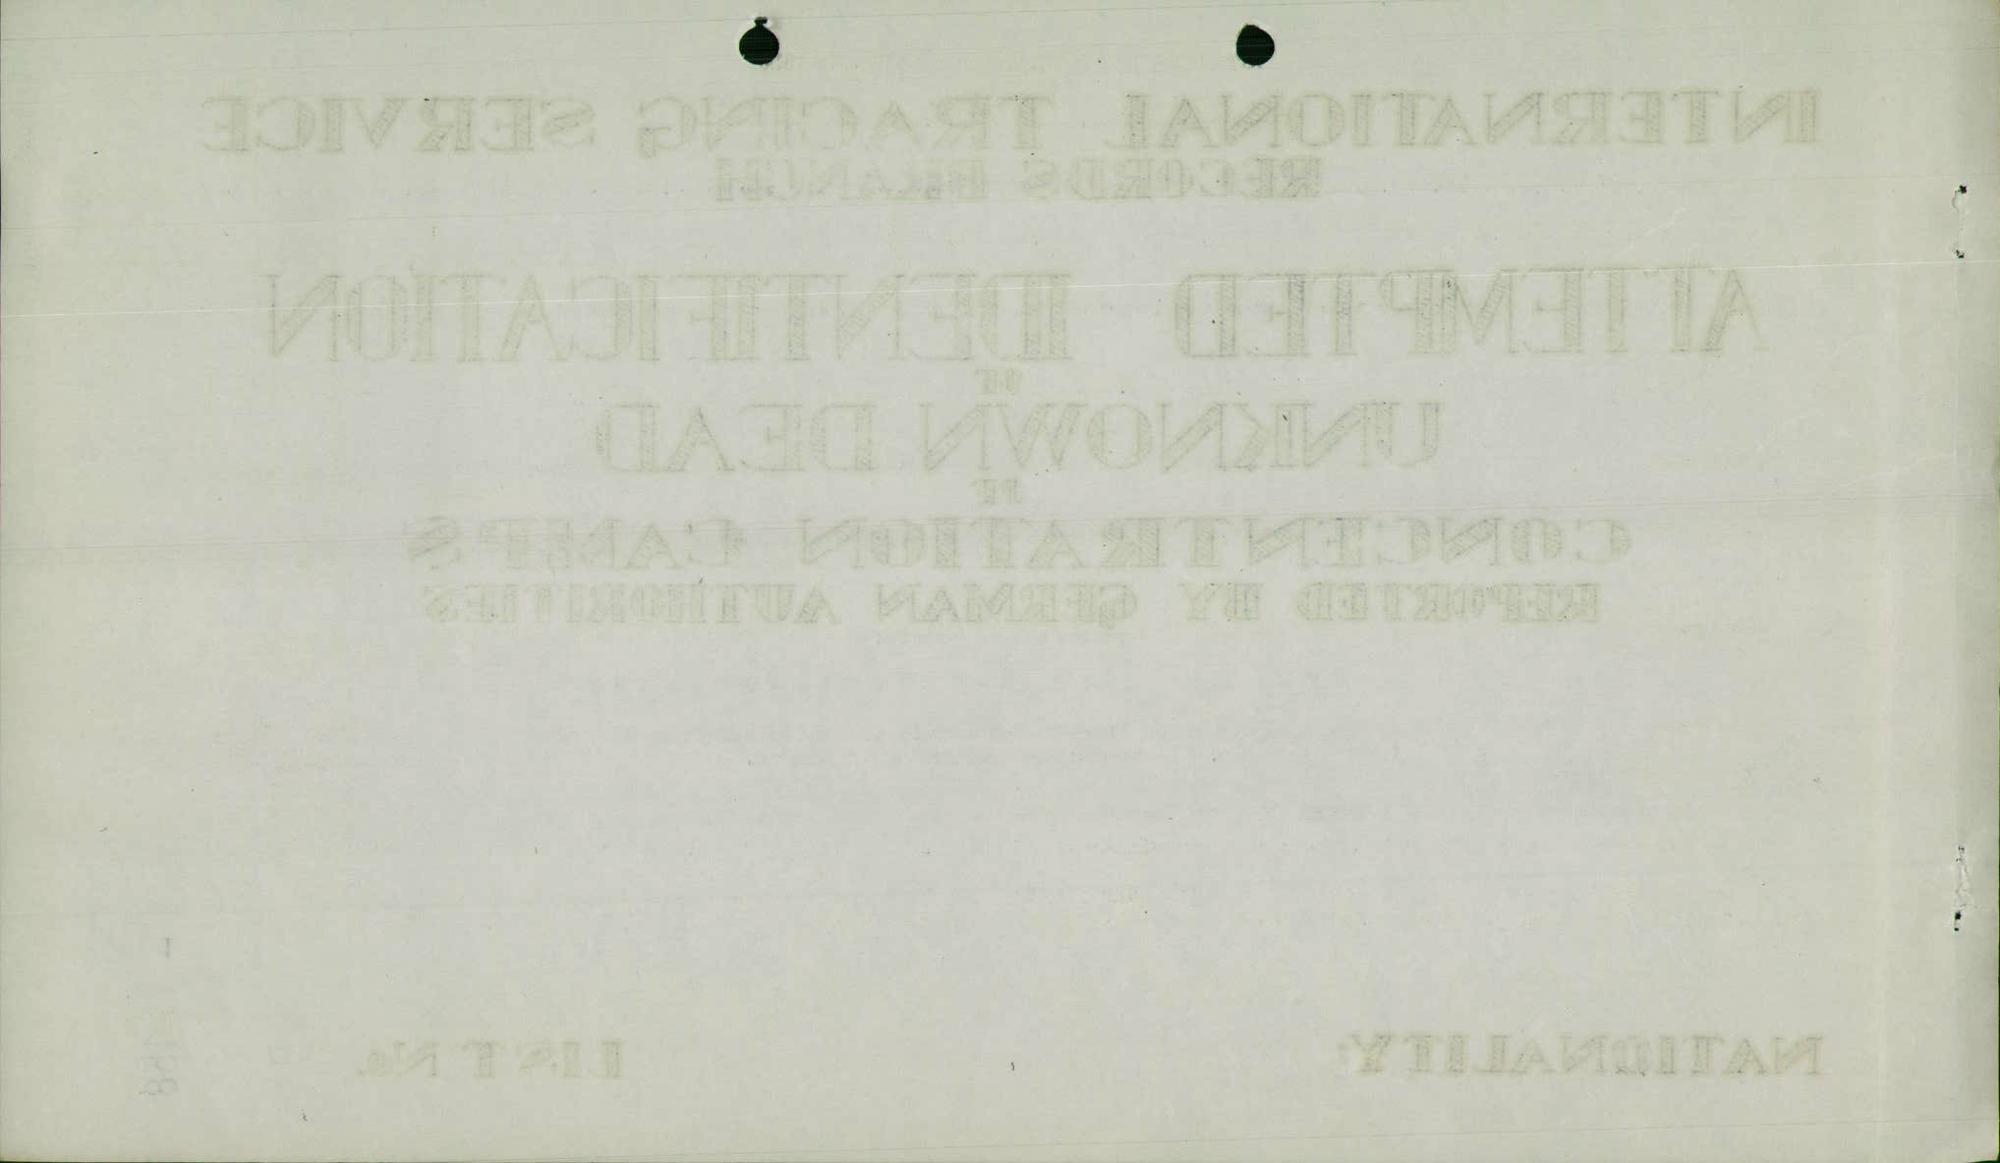 INTERNATIONAL TRACING SERVICE
RECORDS BRANCH
ATTEMPTED IDENTIFICATION
OF
UNKNOWN DEAD
OF
CONCENTRATION CAMPS
REPORTED BY GERMAN AUTHORITIES
NATIONALITY: LIST No.